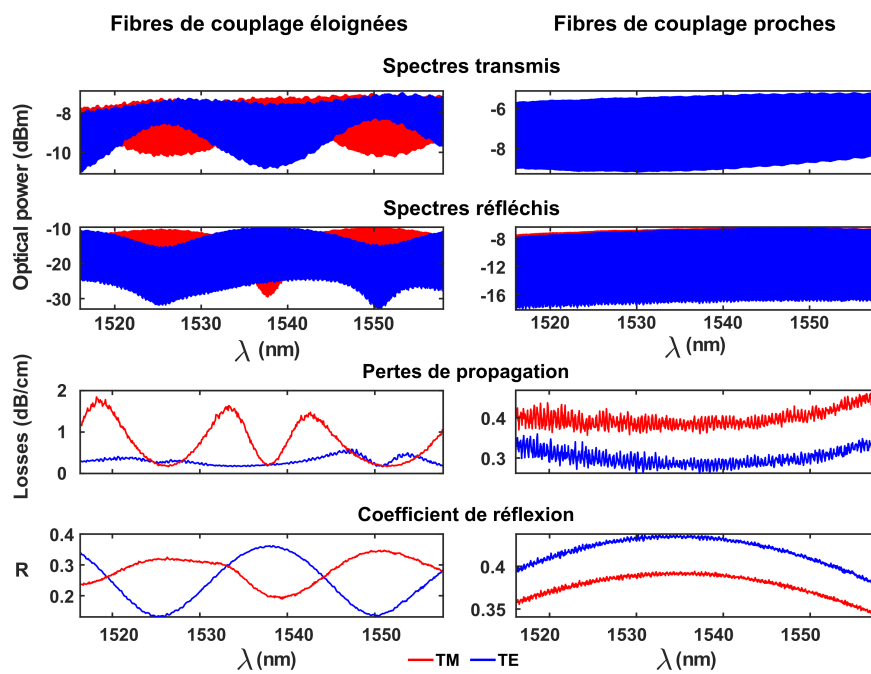 Fibres de couplage éloignées Fibres de couplage proches
Spectres transmis
-8
-10
-6
-8
Optical power (dBm)
Spectres réfléchis
-10
-20
-30
-8
-12
-16
1520 1530 1540 1550
1520 1530 1540 1550
λ (nm) λ (nm)
Pertes de propagation
Losses (dB/cm)
2
1
0
0.4
0.3
Coefficient de réflexion
R
0.4
0.3
0.2
0.4
0.35
1520 1530 1540 1550
1520 1530 1540 1550
λ (nm) λ (nm)
TM TE